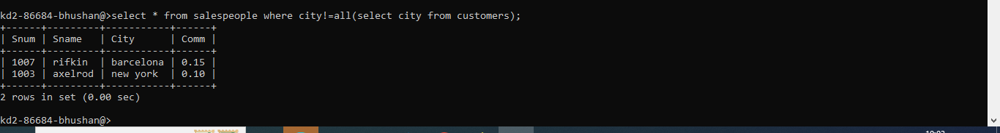 kd2-86684-bhushan@>select * from salespeople where city!=all(select city from customers);
+------+---------+-----------+------+
| Snum | Sname   | City      | Comm |
+------+---------+-----------+------+
| 1007 | rifkin  | barcelona | 0.15 |
| 1003 | axelrod | new york  | 0.10 |
+------+---------+-----------+------+
2 rows in set (0.00 sec)
kd2-86684-bhushan@>